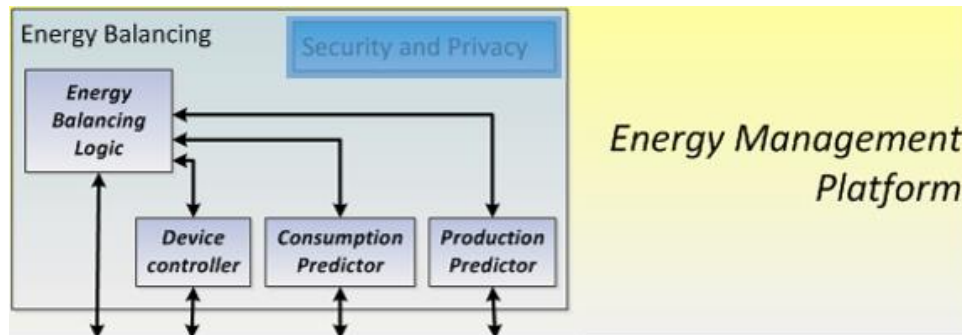 Energy Balancing
Security and Privacy
Energy
Balancing
Logic
Energy Management
Platform
Device
controller
Consumption
Predictor
Production
Predictor